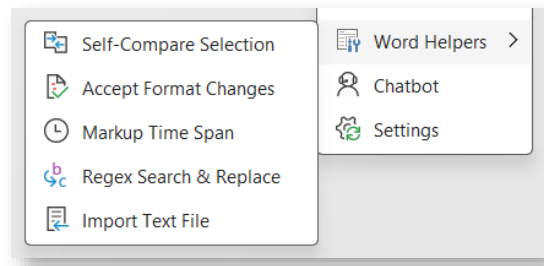 Self-Compare Selection
Accept Format Changes
Markup Time Span
Regex Search & Replace
Import Text File
Word Helpers
Chatbot
Settings